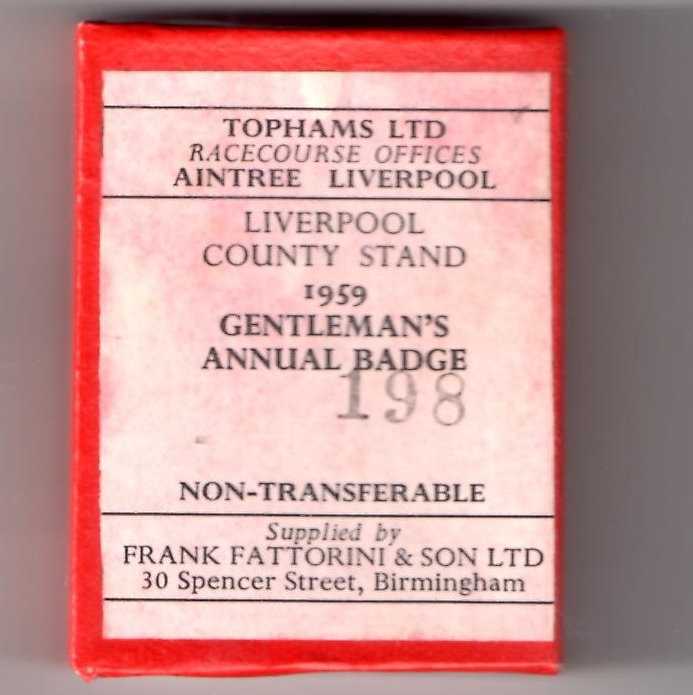 TOPHAMS LTD
RACECOURSE OFFICES
AINTREE LIVERPOOL
LIVERPOOL
COUNTY STAND
1959
GENTLEMAN'S
ANNUAL BADGE
198
NON-TRANSFERABLE
Supplied by
FRANK FATTORINI & SON LTD
30 Spencer Street, Birmingham